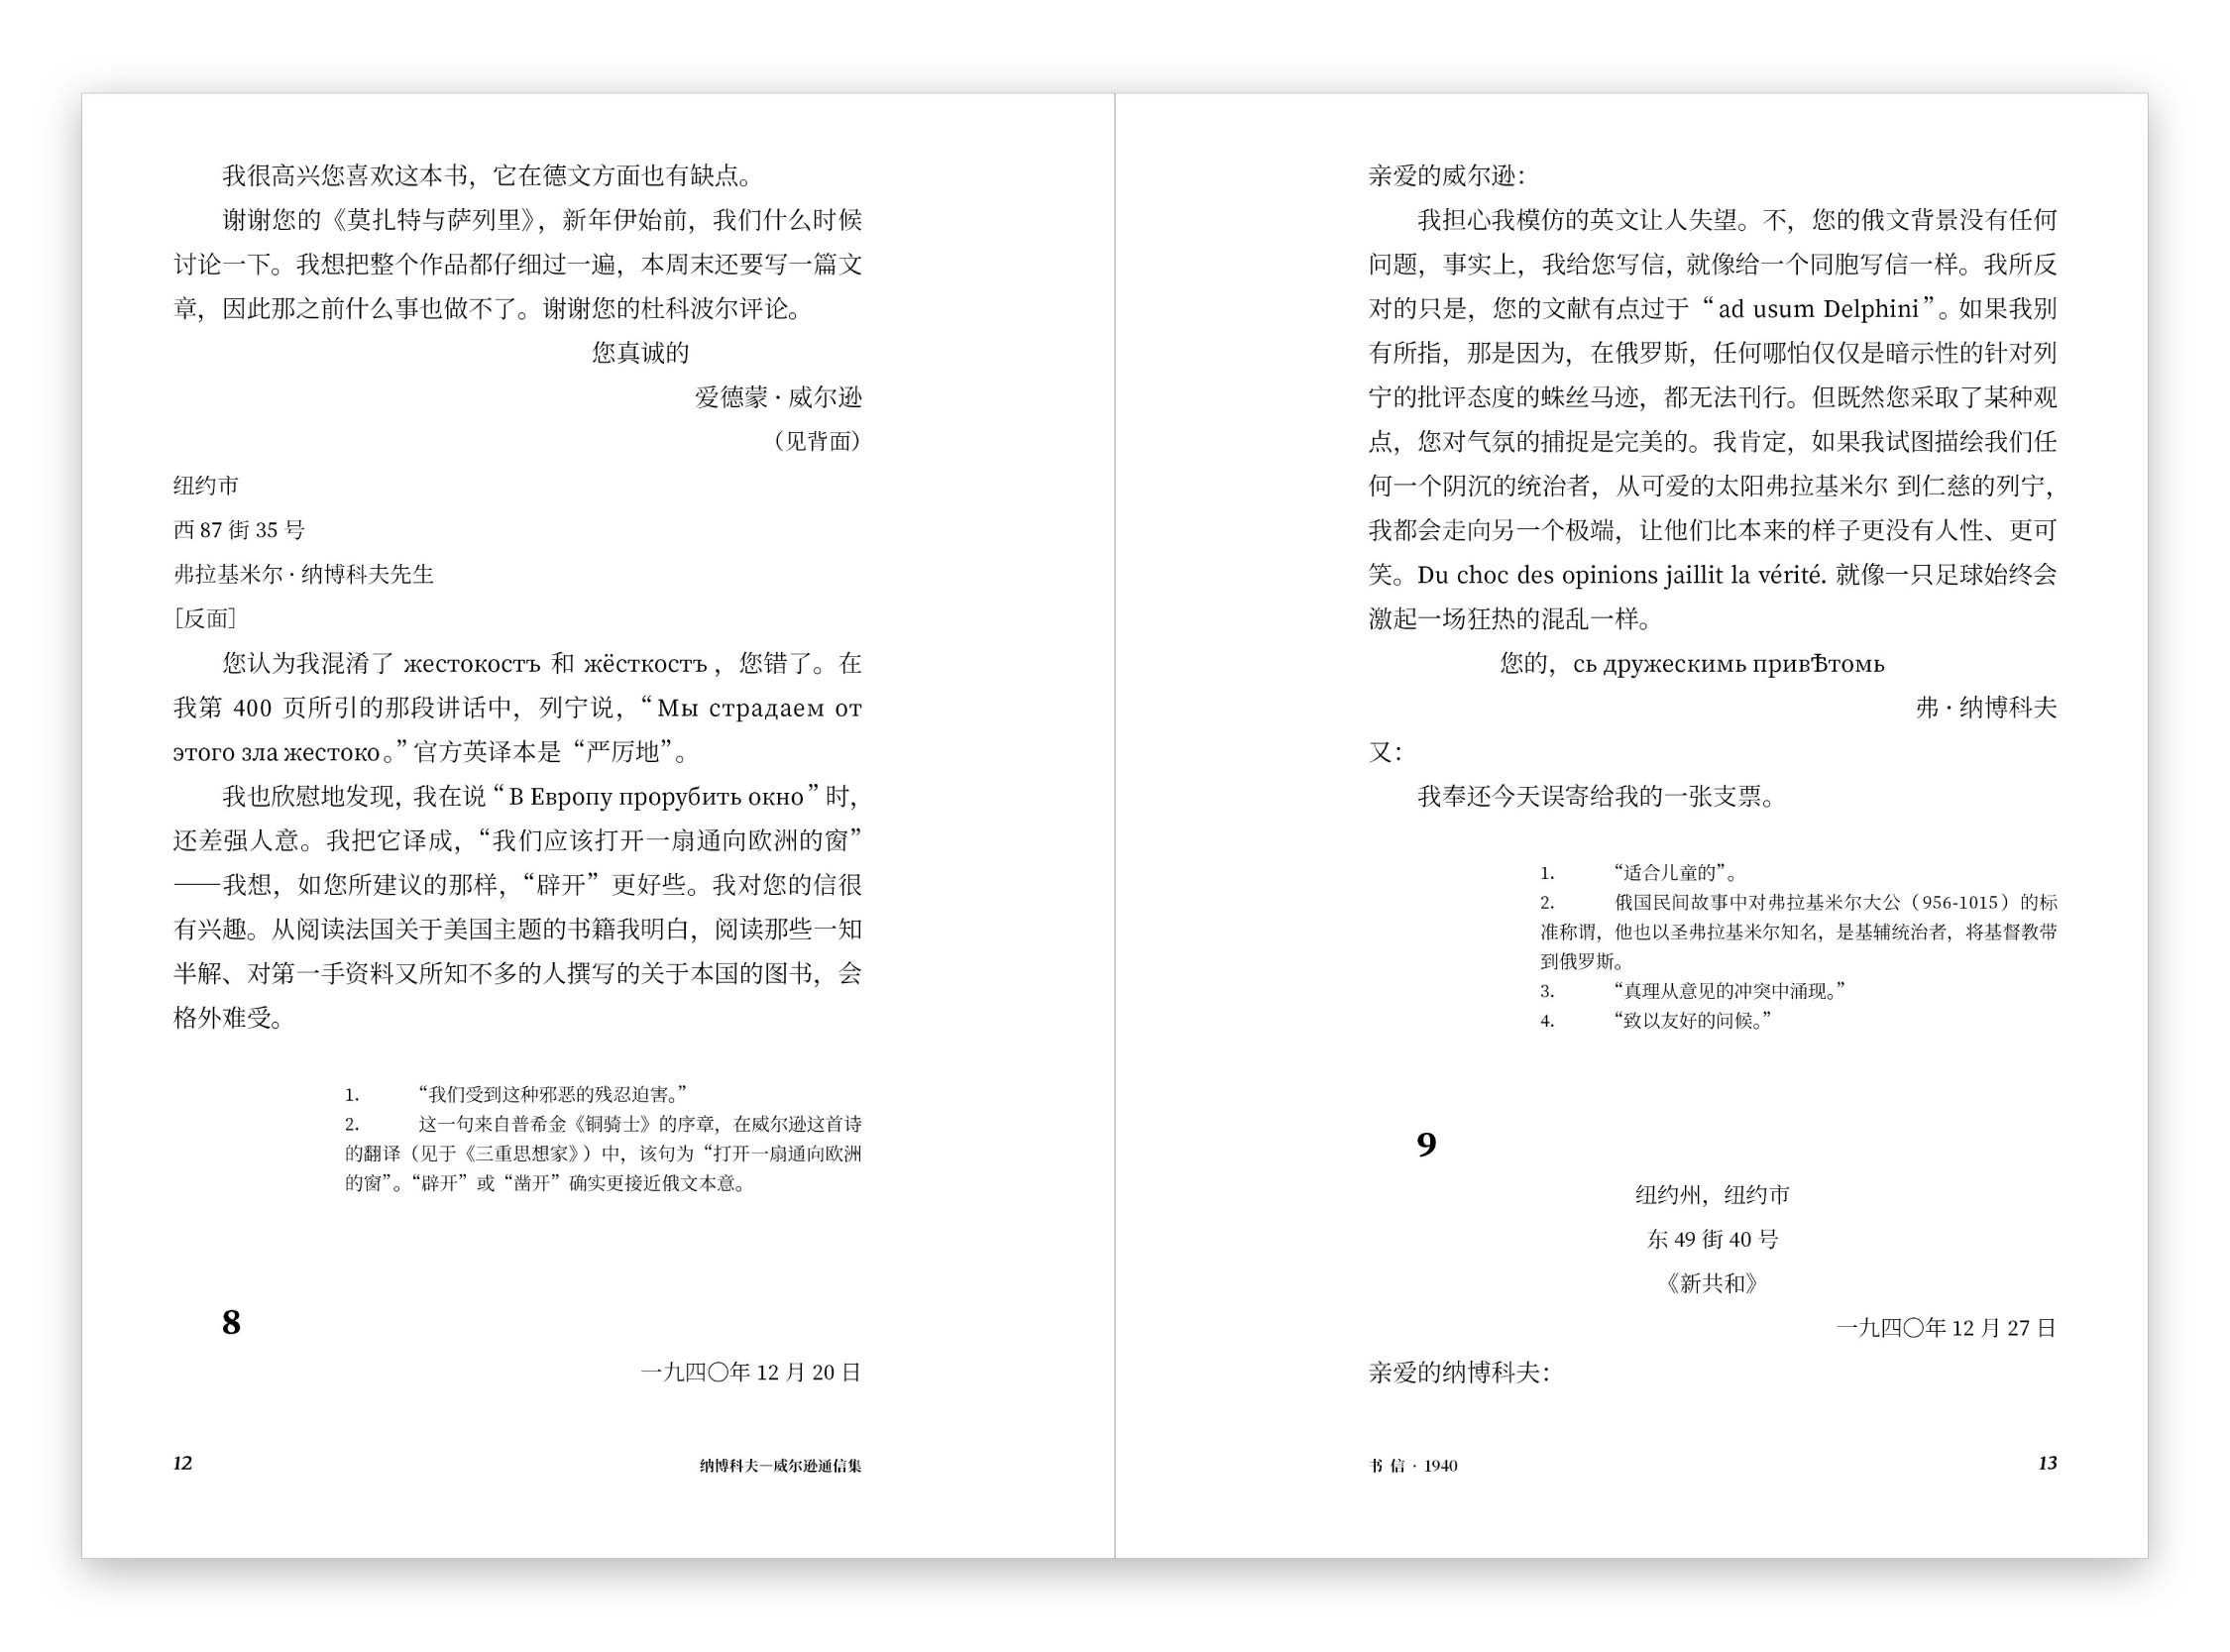 我很高兴您喜欢这本书，它在德文方面也有缺点。
谢谢您的《莫扎特与萨列里》，新年伊始前，我们什么时候
讨论一下。我想把整个作品都仔细过一遍，本周末还要写一篇文
章，因此那之前什么事也做不了。谢谢您的杜科波尔评论。
您真诚的
爱德蒙·威尔逊
（见背面）
纽约市
西 87 街 35 号
弗拉基米尔·纳博科夫先生
［反面］
您认为我混淆了 жестокостъ 和 жёсткостъ，您错了。在
我第 400 页所引的那段讲话中，列宁说，“Мы страдаем от
этого зла жестоко。”官方英译本是“严厉地”。
我也欣慰地发现，我在说“В Европу прорубить окно”时，
还差强人意。我把它译成，“我们应该打开一扇通向欧洲的窗”
——我想，如您所建议的那样，“辟开”更好些。我对您的信很
有兴趣。从阅读法国关于美国主题的书籍我明白，阅读那些一知
半解、对第一手资料又所知不多的人撰写的关于本国的图书，会
格外难受。
1. “我们受到这种邪恶的残忍迫害。”
2. 这一句来自普希金《铜骑士》的序章，在威尔逊这首诗
的翻译（见于《三重思想家》）中，该句为“打开一扇通向欧洲
的窗”。“辟开”或“凿开”确实更接近俄文本意。
8
一九四〇年 12 月 20 日
12 纳博科夫—威尔逊通信集
亲爱的威尔逊：
我担心我模仿的英文让人失望。不，您的俄文背景没有任何
问题，事实上，我给您写信，就像给一个同胞写信一样。我所反
对的只是，您的文献有点过于“ad usum Delphini”。如果我别
有所指，那是因为，在俄罗斯，任何哪怕仅仅是暗示性的针对列
宁的批评态度的蛛丝马迹，都无法刊行。但既然您采取了某种观
点，您对气氛的捕捉是完美的。我肯定，如果我试图描绘我们任
何一个阴沉的统治者，从可爱的太阳弗拉基米尔 到仁慈的列宁，
我都会走向另一个极端，让他们比本来的样子更没有人性、更可
笑。Du choc des opinions jaillit la vérité. 就像一只足球始终会
激起一场狂热的混乱一样。
您的，сь дружескимь привѢтомь
弗·纳博科夫
又：
我奉还今天误寄给我的一张支票。
1. “适合儿童的”。
2. 俄国民间故事中对弗拉基米尔大公（956-1015）的标
准称谓，他也以圣弗拉基米尔知名，是基辅统治者，将基督教带
到俄罗斯。
3. “真理从意见的冲突中涌现。”
4. “致以友好的问候。”
9
纽约州，纽约市
东 49 街 40 号
《新共和》
一九四〇年 12 月 27 日
亲爱的纳博科夫：
书 信 · 1940 13